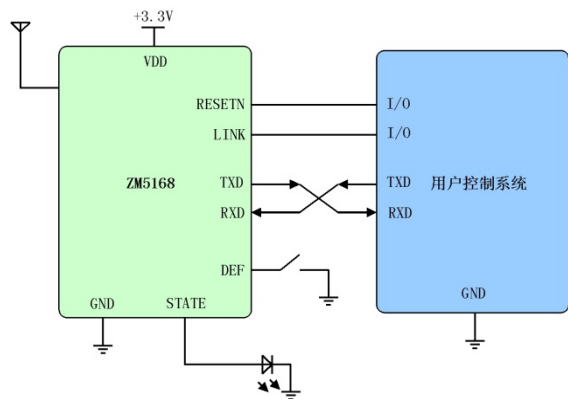 +3.3V
VDD
RESETN
I/O
LINK
I/O
ZM5168
TXD
TXD
用户控制系统
RXD
RXD
DEF
GND
STATE
GND